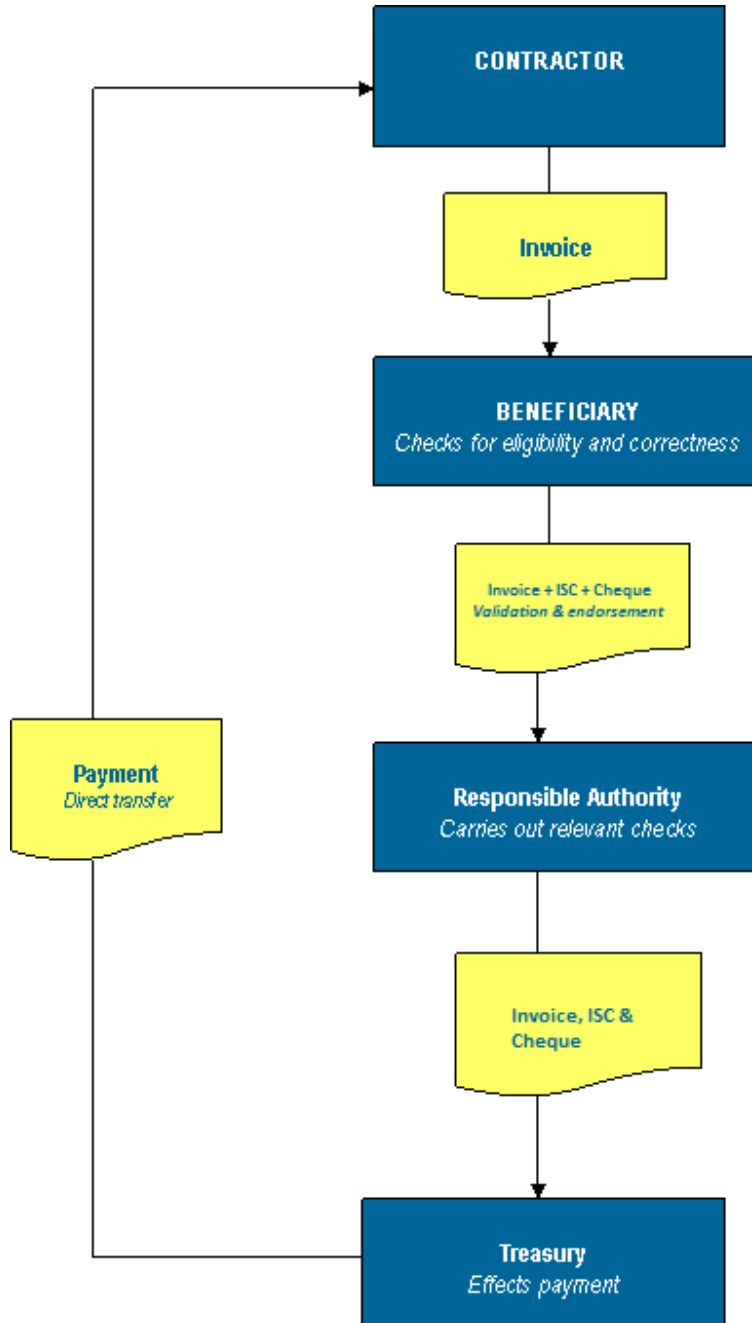 CONTRACTOR
Invoice
BENEFICIARY
Checks for eligibility and correctness
Invoice + ISC + Cheque
Validation & endorsement
Payment
Direct transfer
Responsible Authority
Carries out relevant checks
Invoice, ISC &
Cheque
Treasury
Effects payment